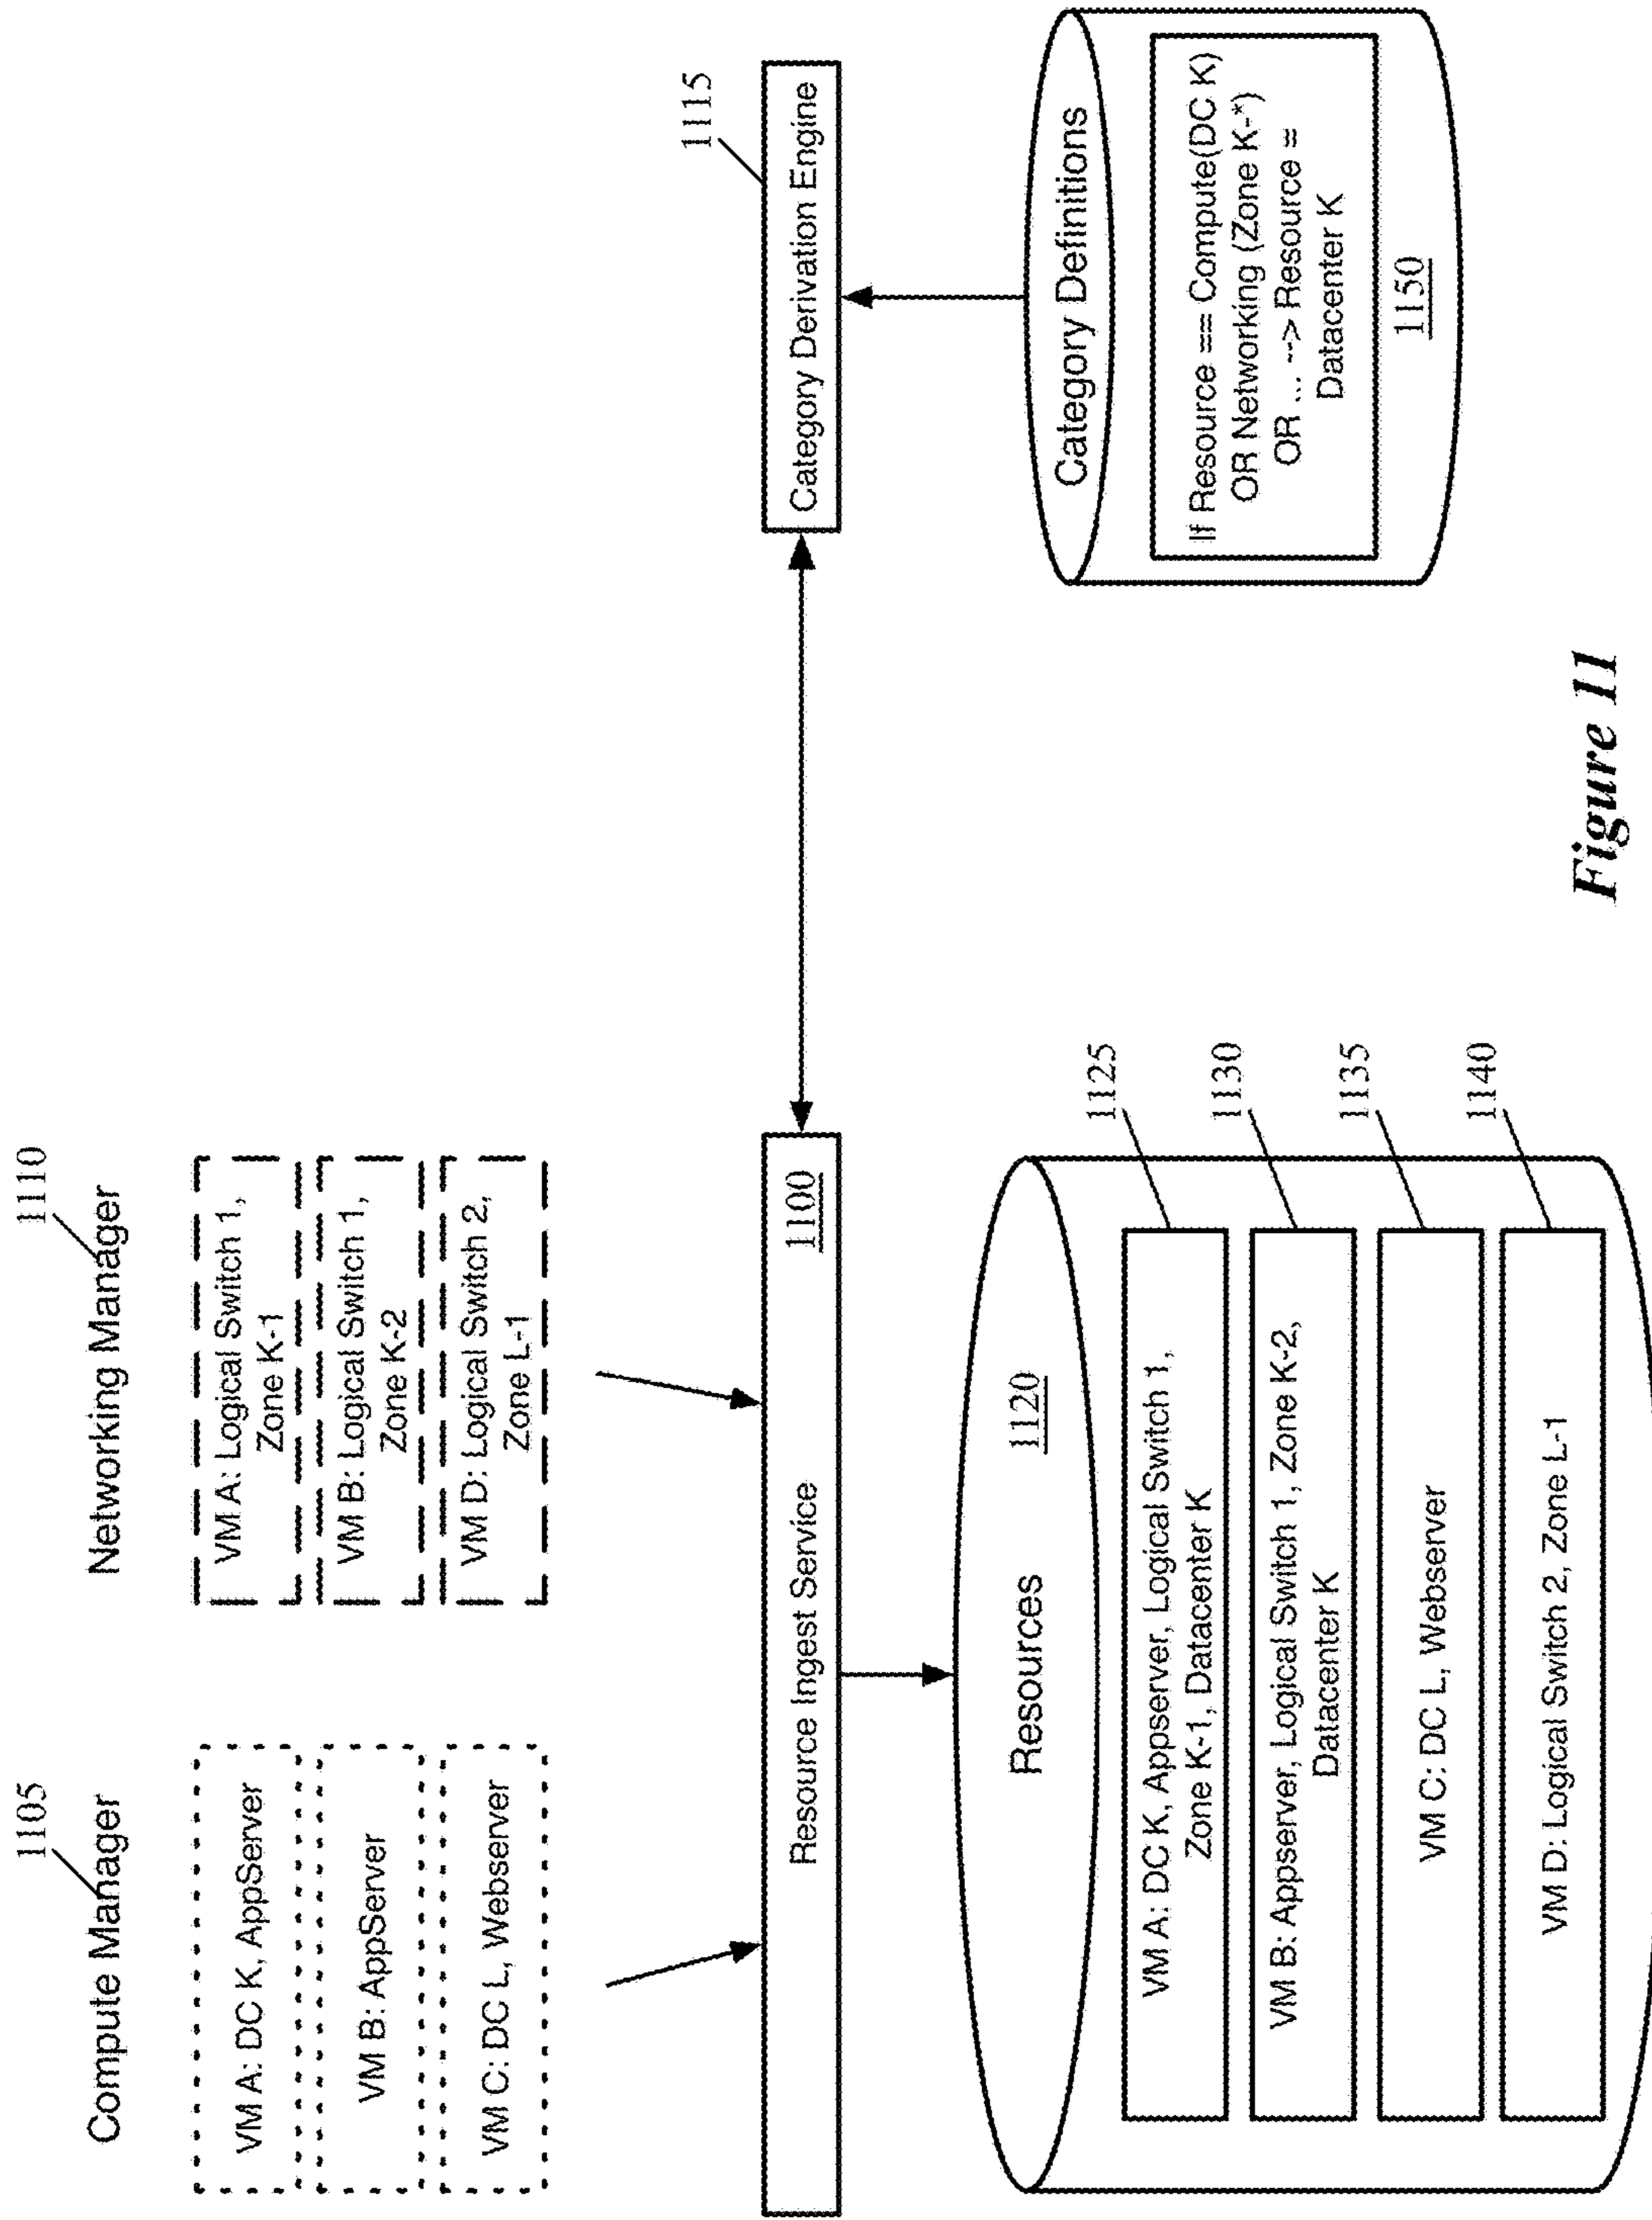 1105
Compute Manager
VM A: DC K, AppServer
VM B: AppServer
VM C: DC L, Webserver
1110
Networking Manager
VM A: Logical Switch 1,
Zone K-1
VM B: Logical Switch 1,
Zone K-2
VM D: Logical Switch 2,
Zone L-1
Resource Ingest Service
1100
1115
Category Derivation Engine
Resources
1120
VM A: DC K, Appserver, Logical Switch 1,
Zone K-1, Datacenter K
1125
VM B: Appserver, Logical Switch 1, Zone K-2,
Datacenter K
1130
VM C: DC L, Webserver
1135
VM D: Logical Switch 2, Zone L-1
1140
Category Definitions
If Resource == Compute(DC K)
OR Networking (Zone K-*)
OR ... --> Resource =
Datacenter K
1150
Figure 11